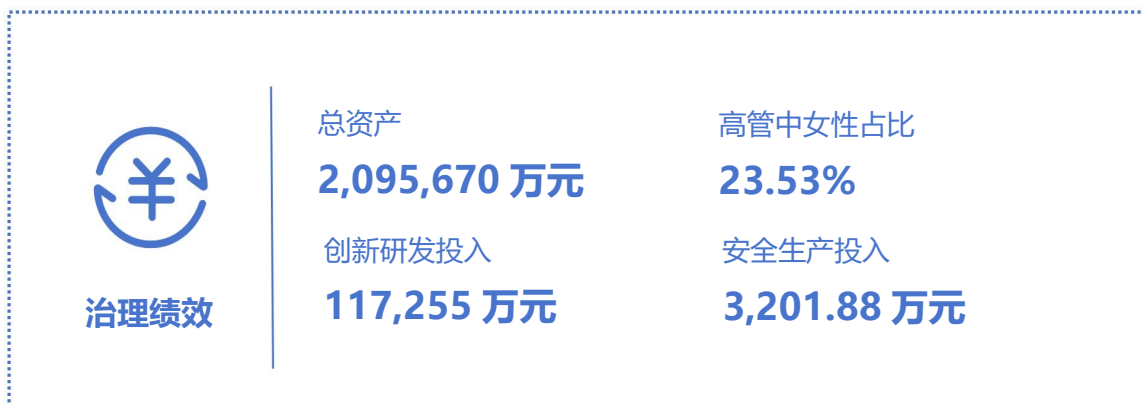 治理绩效
总资产
2,095,670 万元
高管中女性占比
23.53%
创新研发投入
117,255 万元
安全生产投入
3,201.88 万元